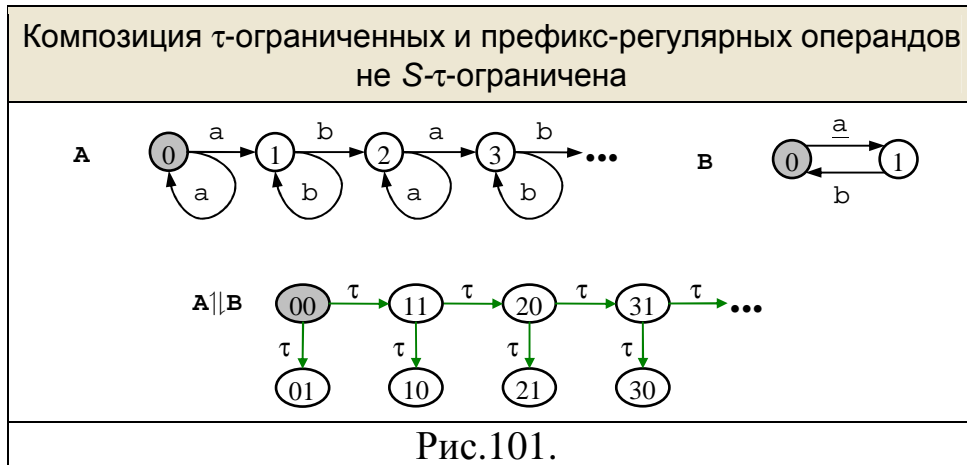 Композиция τ-ограниченных и префикс-регулярных операндов
не S-τ-ограничена
a b a b
A 0 1 2 3 •••
a b a b
B 0 a 1
b
A⥮B 00 τ 11 τ 20 τ 31 τ •••
τ τ τ τ
01 10 21 30
Рис.101.